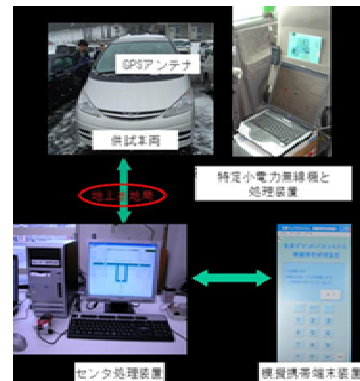 GPSアンテナ
供試車両
特定小電力無線機と
処理装置
地上基地局
センタ処理装置
模擬携帯端末装置